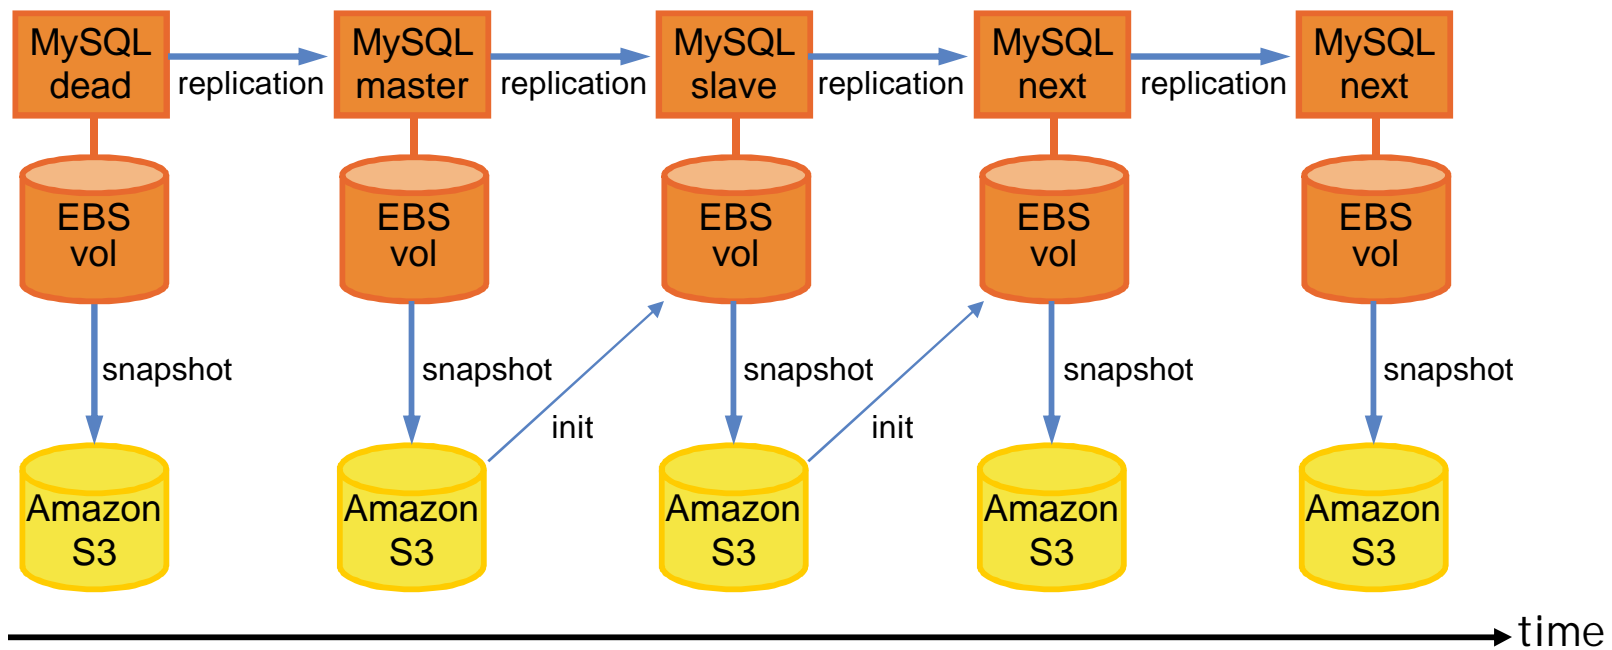 MySQL
dead
replication
MySQL
master
replication
MySQL
slave
replication
MySQL
next
replication
MySQL
next
EBS
vol
EBS
vol
EBS
vol
EBS
vol
EBS
vol
snapshot
snapshot
init
snapshot
init
snapshot
snapshot
Amazon
S3
Amazon
S3
Amazon
S3
Amazon
S3
Amazon
S3
time